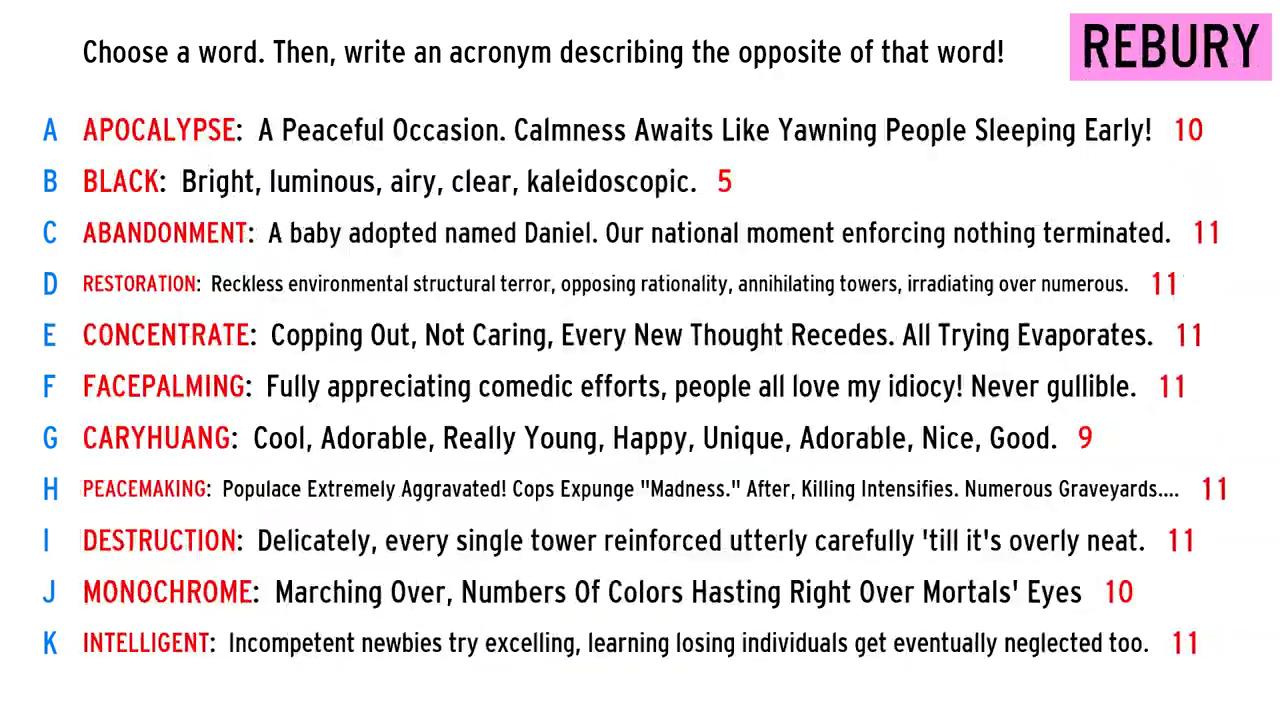 Choose a word. Then, write an acronym describing the opposite of that word!
REBURY
A APOCALYPSE: A Peaceful Occasion. Calmness Awaits Like Yawning People Sleeping Early! 10
B BLACK: Bright, luminous, airy, clear, kaleidoscopic. 5
C ABANDONMENT: A baby adopted named Daniel. Our national moment enforcing nothing terminated. 11
D RESTORATION: Reckless environmental structural terror, opposing rationality, annihilating towers, irradiating over numerous. 11
E CONCENTRATE: Copping Out, Not Caring, Every New Thought Recedes. All Trying Evaporates. 11
F FACEPALMING: Fully appreciating comedic efforts, people all love my idiocy! Never gullible. 11
G CARYHUANG: Cool, Adorable, Really Young, Happy, Unique, Adorable, Nice, Good. 9
H PEACEMAKING: Populace Extremely Aggravated! Cops Expunge "Madness." After, Killing Intensifies. Numerous Graveyards.... 11
I DESTRUCTION: Delicately, every single tower reinforced utterly carefully 'till it's overly neat. 11
J MONOCHROME: Marching Over, Numbers Of Colors Hasting Right Over Mortals' Eyes 10
K INTELLIGENT: Incompetent newbies try excelling, learning losing individuals get eventually neglected too. 11